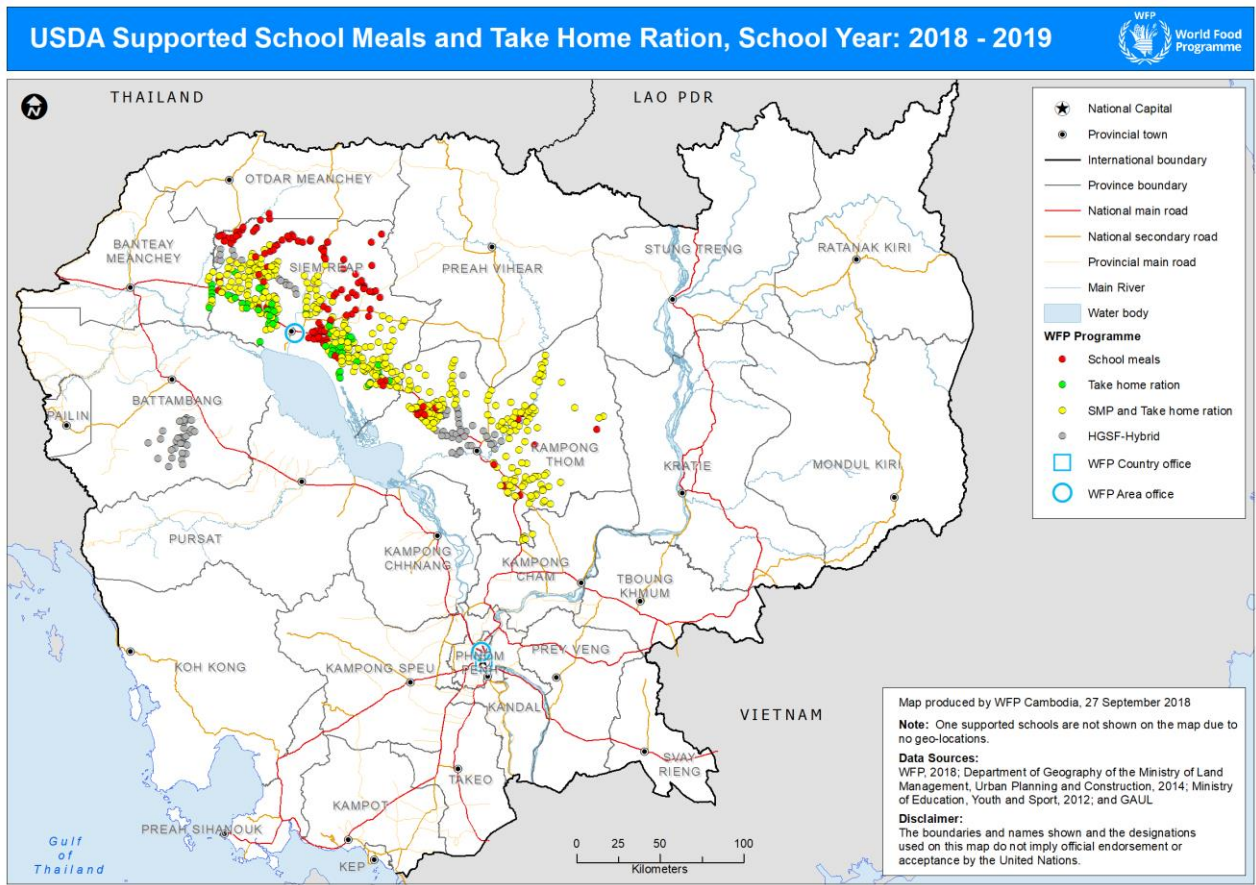 USDA Supported School Meals and Take Home Ration, School Year: 2018 - 2019
WFP
World Food
Programme
THAILAND
LAO PDR
N
OTDAR MEANCHEY
BANTEAY
MEANCHEY
SIEM REAP
PREAH VIHEAR
STUNG TRENG
RATANAK KIRI
PAILIN
BATTAMBANG
KAMPONG
THOM
KRATIE
MONDUL KIRI
PURSAT
KAMPONG
CHHNANG
KAMPONG
CHAM
TBOUNG
KHMUM
KOH KONG
KAMPONG SPEU
PHNOM
PENH
PREY VENG
KANDAL
VIETNAM
SVAY
RIENG
TAKEO
KAMPOT
PREAH SIHANOUK
KEP
Gulf
of
Thailand
0 25 50 100
Kilometers
National Capital
Provincial town
International boundary
Province boundary
National main road
National secondary road
Provincial main road
Main River
Water body
WFP Programme
School meals
Take home ration
SMP and Take home ration
HGSF-Hybrid
WFP Country office
WFP Area office
Map produced by WFP Cambodia, 27 September 2018
Note: One supported schools are not shown on the map due to
no geo-locations.
Data Sources:
WFP, 2018; Department of Geography of the Ministry of Land
Management, Urban Planning and Construction, 2014; Ministry
of Education, Youth and Sport, 2012; and GAUL
Disclaimer:
The boundaries and names shown and the designations
used on this map do not imply official endorsement or
acceptance by the United Nations.